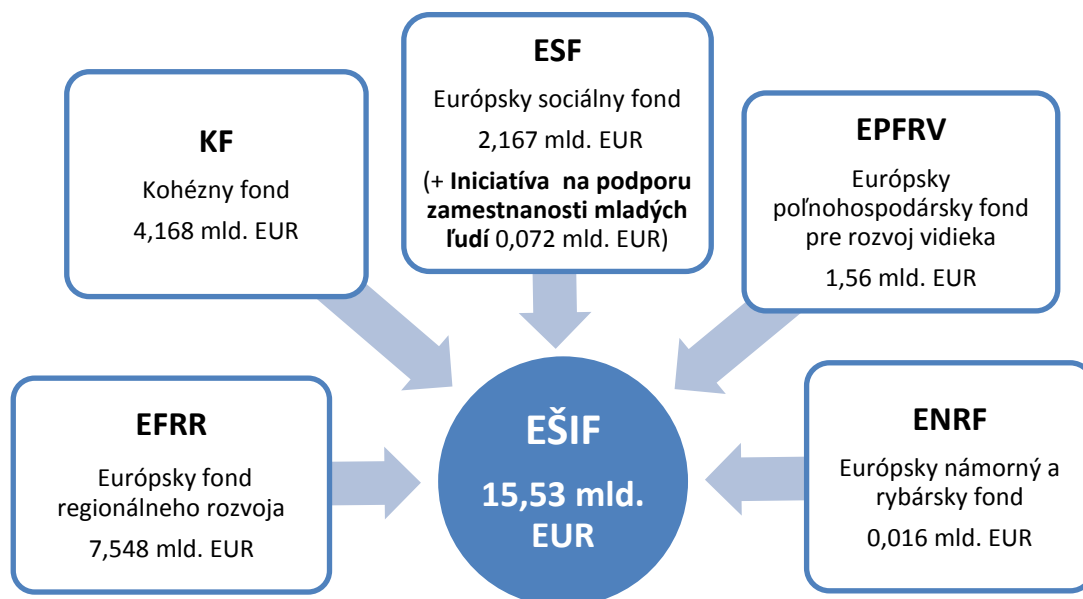 ESF
Európsky sociálny fond
2,167 mld. EUR
(+ Iniciatíva na podporu
zamestnanosti mladých
ľudí 0,072 mld. EUR)
KF
Kohézny fond
4,168 mld. EUR
EPFRV
Európsky
poľnohospodársky fond
pre rozvoj vidieka
1,56 mld. EUR
EFRR
Európsky fond
regionálneho rozvoja
7,548 mld. EUR
EŠIF
15,53 mld.
EUR
ENRF
Európsky námorný a
rybársky fond
0,016 mld. EUR